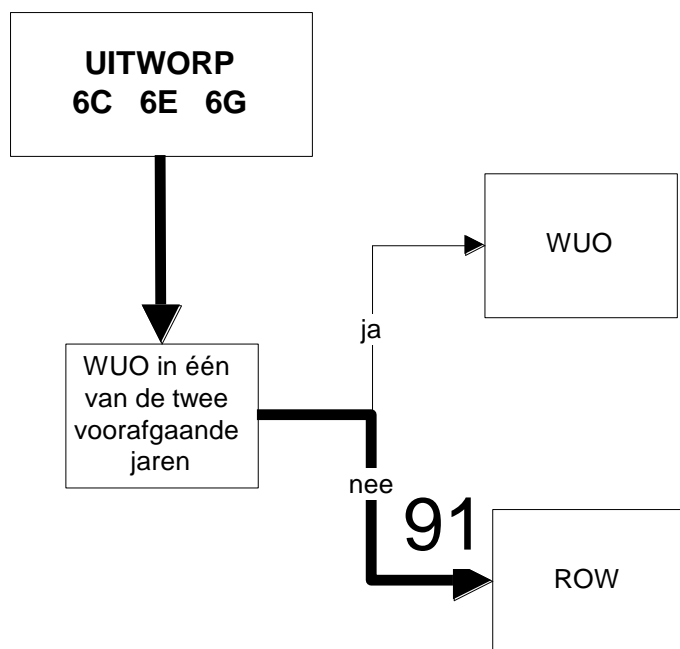 UITWORP
6C 6E 6G
WUO
ja
WUO in één
van de twee
voorafgaande
jaren
nee
91
ROW